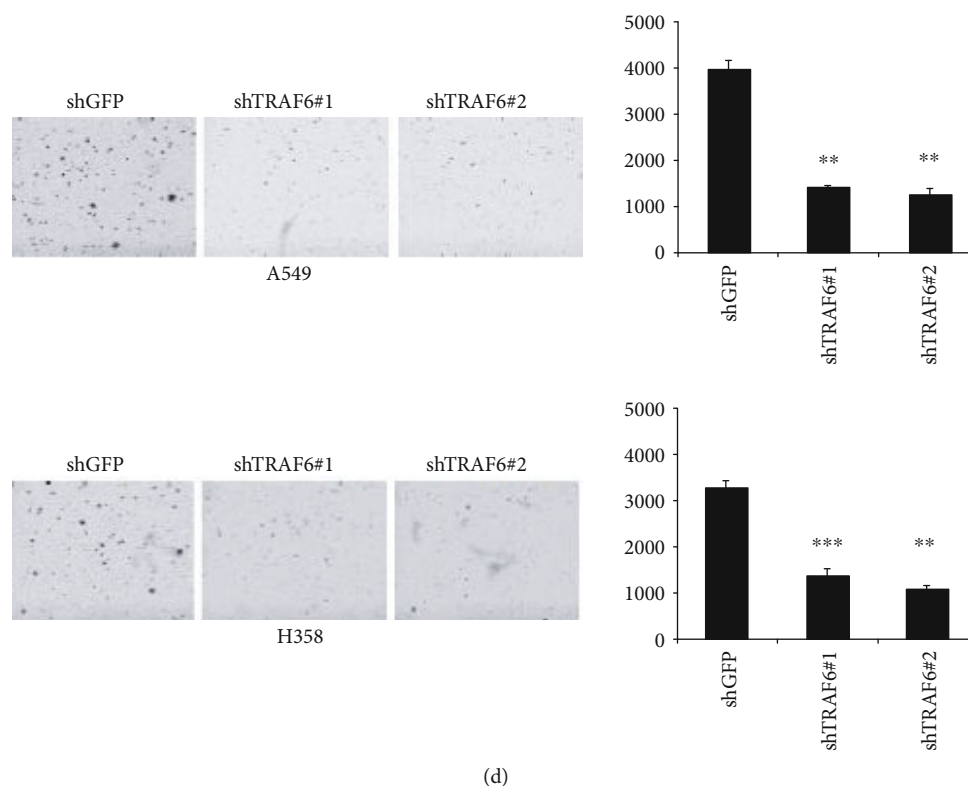 shGFP shTRAF6#1 shTRAF6#2
A549
5000
4000
3000
2000
1000
0
** **
shGFP
shTRAF6#1
shTRAF6#2
shGFP shTRAF6#1 shTRAF6#2
H358
5000
4000
3000
2000
1000
0
*** **
shGFP
shTRAF6#1
shTRAF6#2
(d)